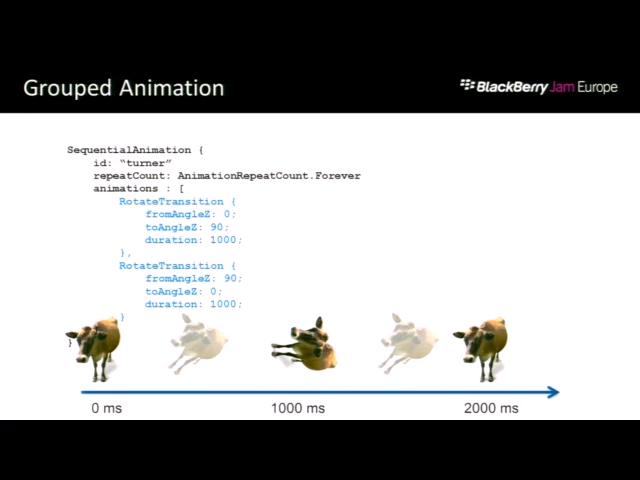 Grouped Animation
BlackBerry Jam Europe
SequentialAnimation {
id: “turner”
repeatCount: AnimationRepeatCount.Forever
animations : [
RotateTransition {
fromAngleZ: 0;
toAngleZ: 90;
duration: 1000;
},
RotateTransition {
fromAngleZ: 90;
toAngleZ: 0;
duration: 1000;
}
}
0 ms
1000 ms
2000 ms